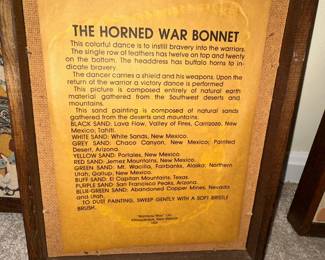 THE HORNED WAR BONNET
This colorful dance is to instill bravery into the warriors.
The single row of feathers has twelve on top and twenty
on the bottom. The headdress has buffalo horns to in-
dicate bravery.
The dancer carries a shield and his weapons. Upon the
return of the warrior a victory dance is performed
This picture is composed entirely of natural earth
material gathered from the Southwest deserts and
mountains.
This sand painting is composed of natural sands
gathered from the deserts and mountains.
BLACK SAND: Lava Flow, Valley of Fires, Carrizozo, New
Mexico; Tahiti.
WHITE SAND: White Sands, New Mexico.
GREY SAND: Chaco Canyon, New Mexico; Painted
Desert, Arizona.
YELLOW SAND: Portales, New Mexico.
RED SAND: Jemez Mountains, New Mexico.
GREEN SAND: Mt. Wacilla, Fairbanks, Alaska; Northern
Utah; Gallup, New Mexico.
BUFF SAND: El Capitan Mountains, Texas.
PURPLE SAND: San Francisco Peaks, Arizona.
BLUE-GREEN SAND: Abandoned Copper Mines, Nevada
and Utah.
TO DUST PAINTING, SWEEP GENTLY WITH A SOFT BRISTLE
BRUSH.
"Rainbow Man" Ltd.
Albuquerque, New Mexico
USA